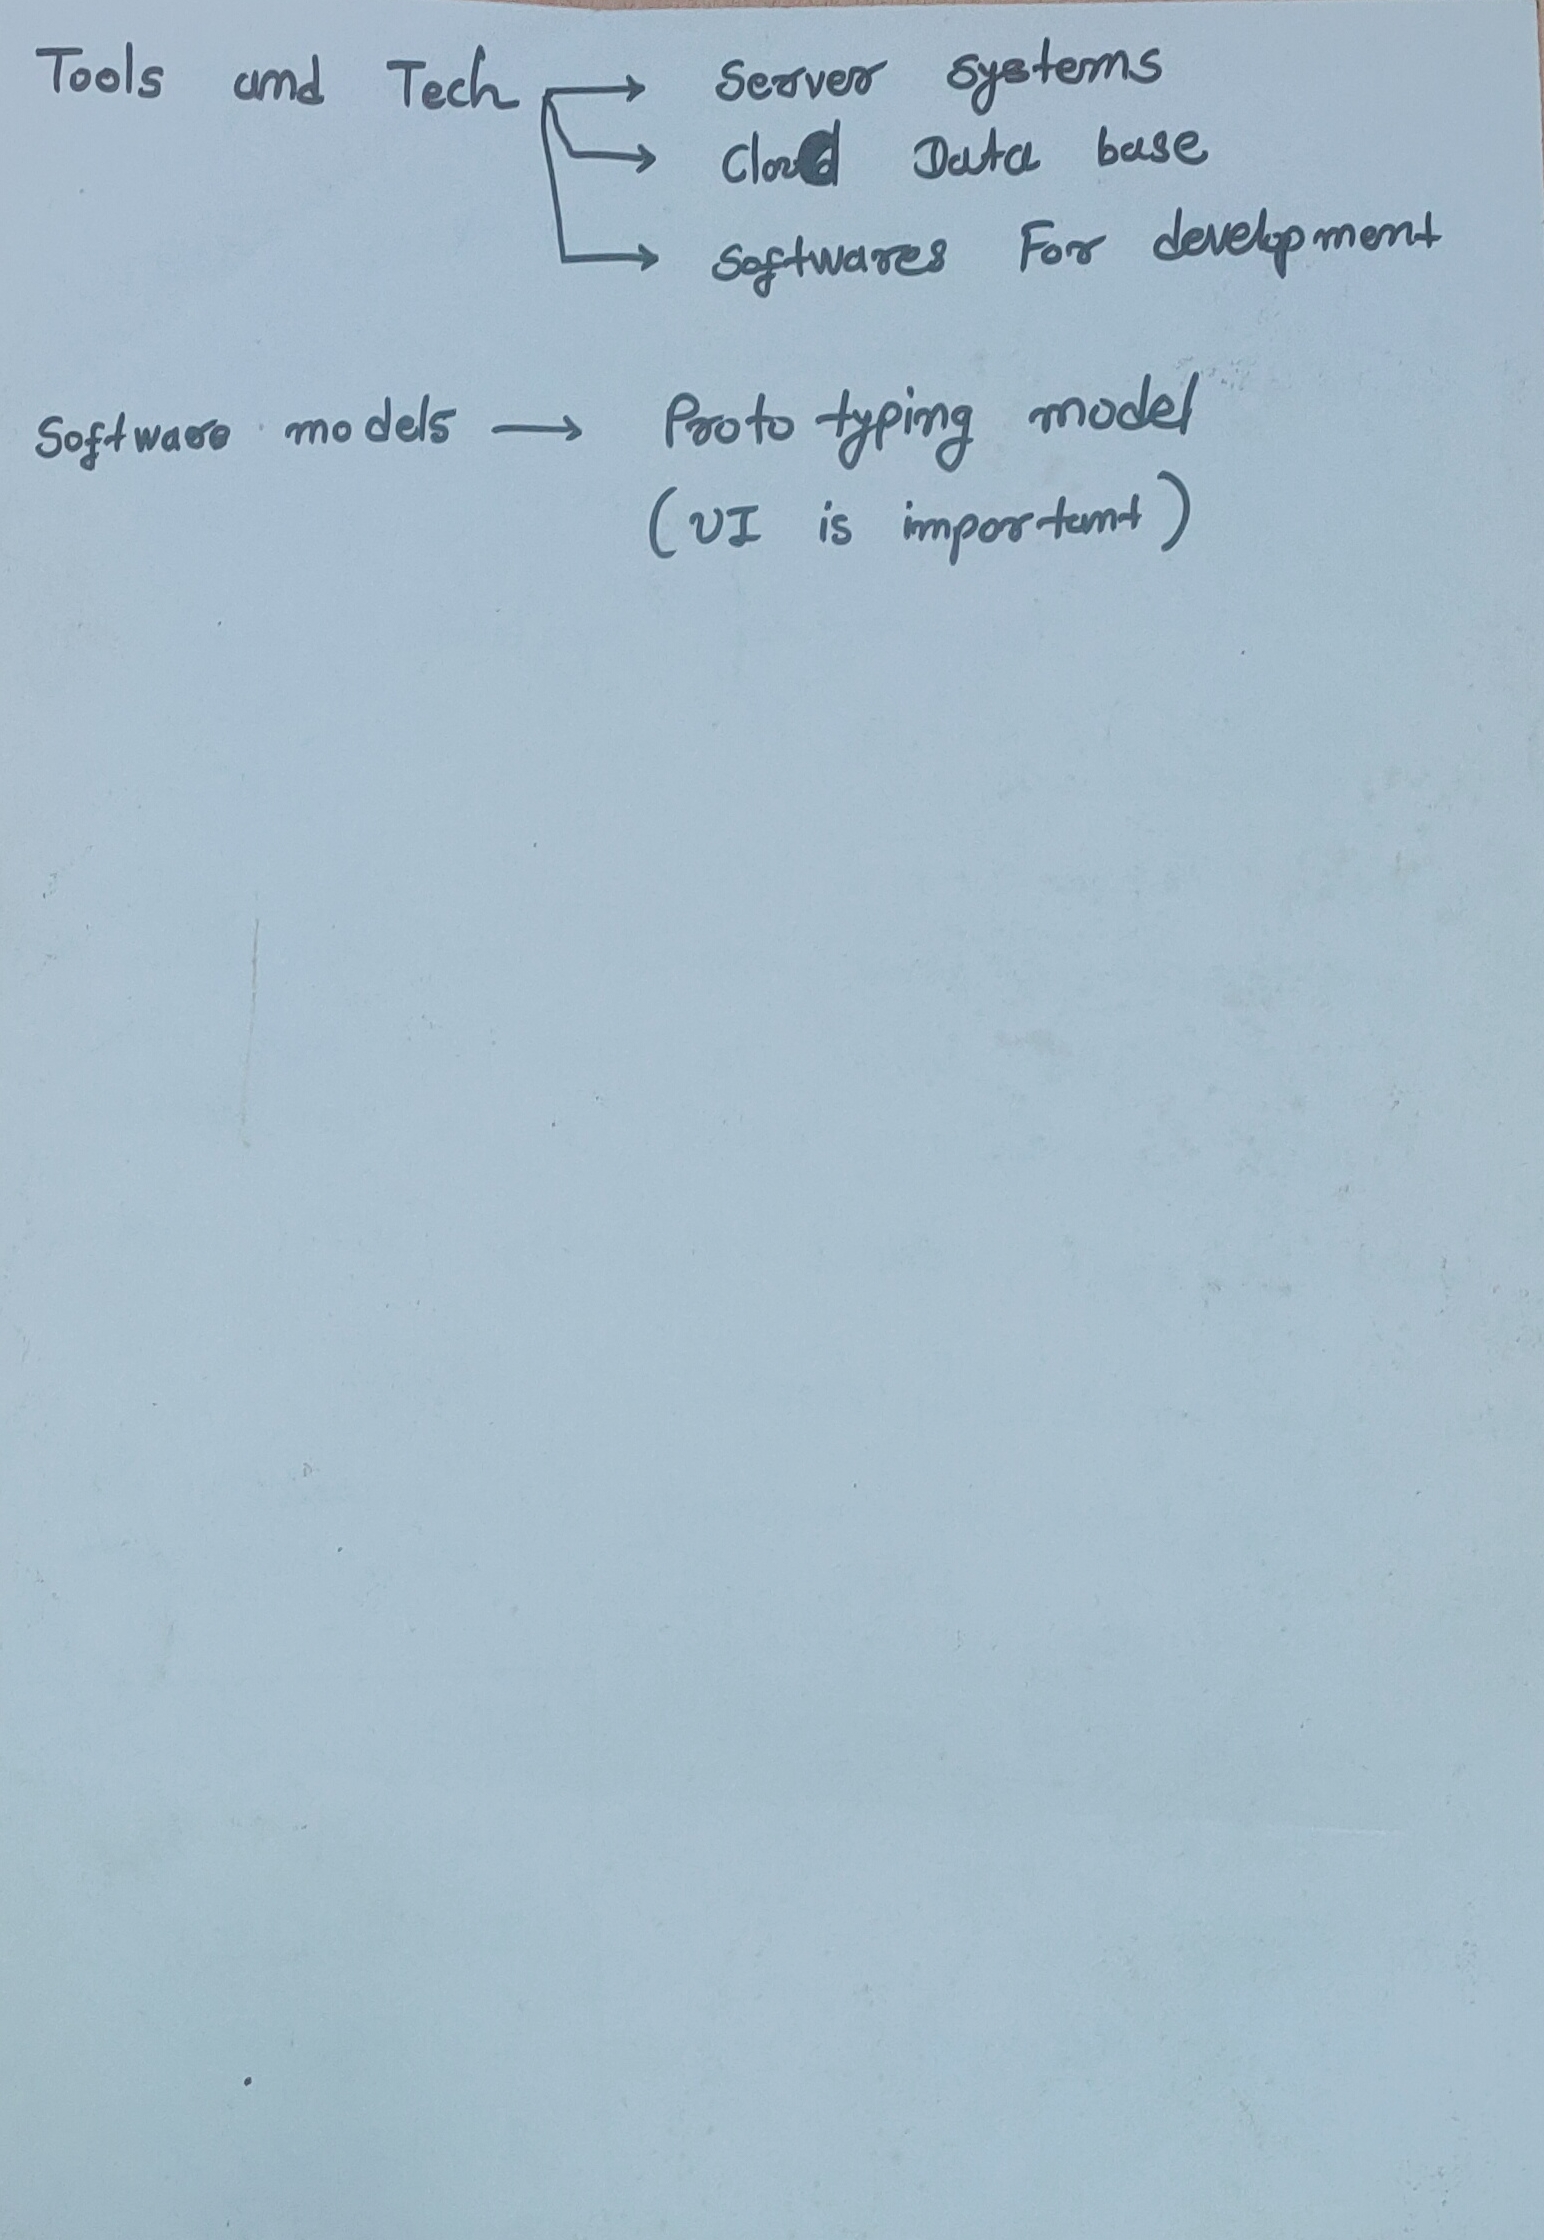 Tools and Tech → Server systems
→ Cloud Data base
→ Softwares For development
Software models → Proto typing model
(UI is important)